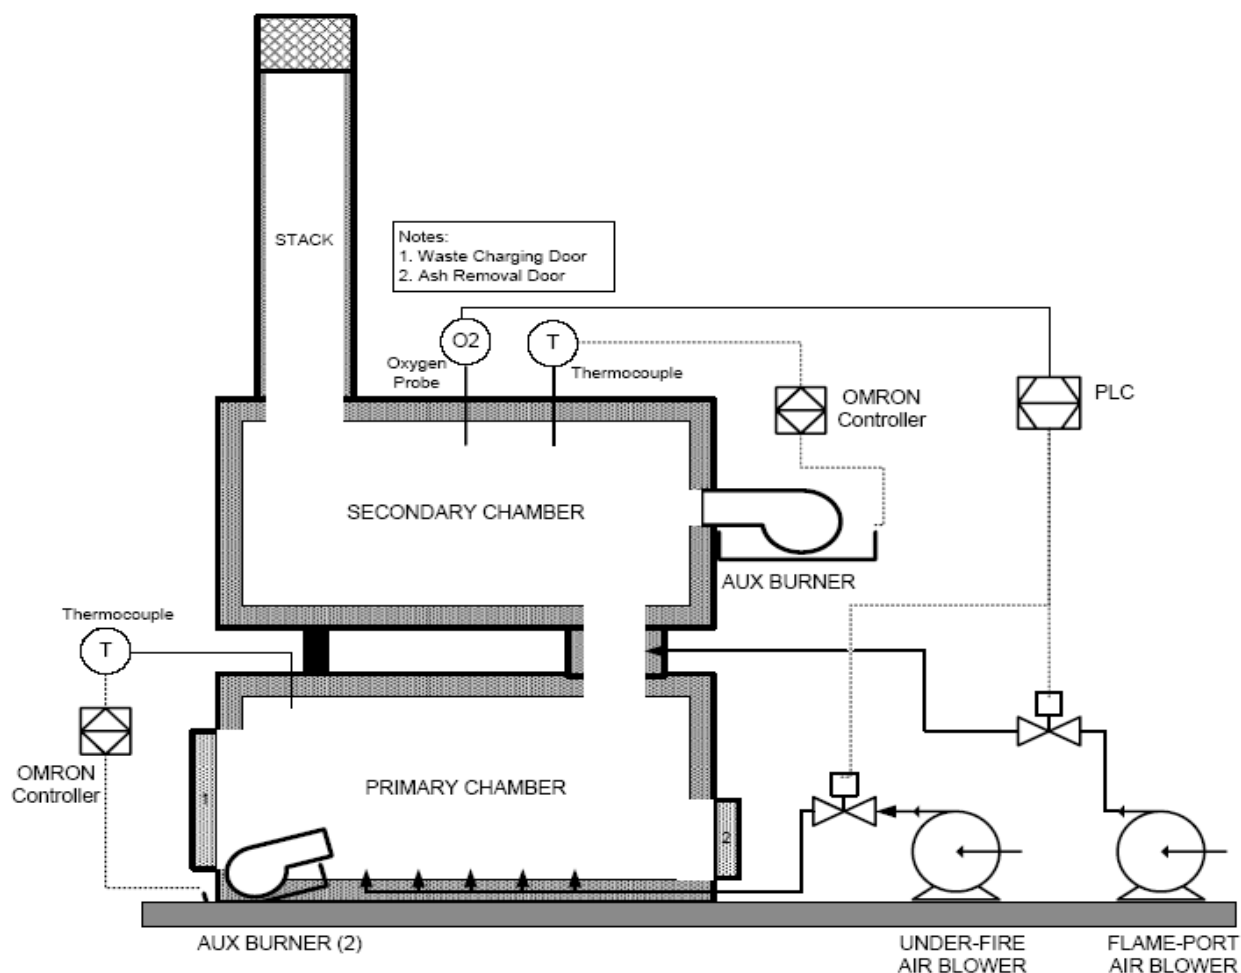 STACK
Notes:
1. Waste Charging Door
2. Ash Removal Door
O2
T
Oxygen
Probe
Thermocouple
OMRON
Controller
PLC
SECONDARY CHAMBER
AUX BURNER
Thermocouple
T
OMRON
Controller
PRIMARY CHAMBER
1
2
AUX BURNER (2)
UNDER-FIRE
AIR BLOWER
FLAME-PORT
AIR BLOWER